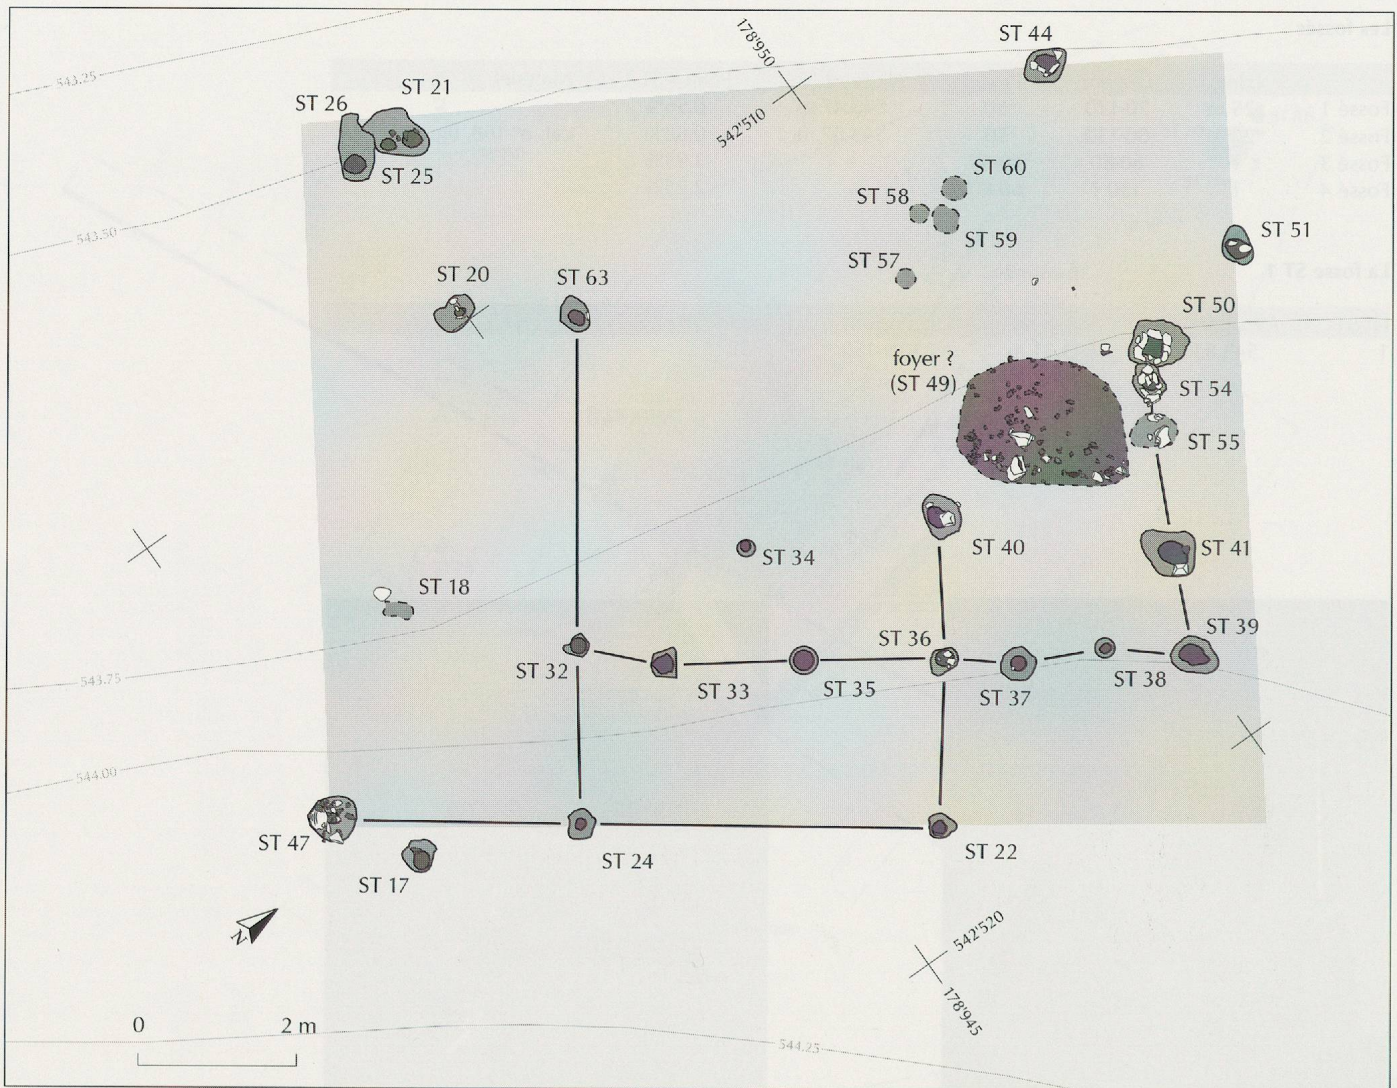 ST 44
178'950
543.25
ST 21
ST 26
542'510
ST 25
ST 60
ST 58
ST 59
ST 51
543.50
ST 57
ST 20
ST 63
ST 50
foyer ?
(ST 49)
ST 54
ST 55
ST 40
ST 41
ST 34
ST 18
ST 36
ST 39
ST 32
ST 33
ST 35
ST 37
ST 38
543.75
544.00
ST 47
ST 24
ST 22
ST 17
N
542'520
178'945
0
2 m
544.25